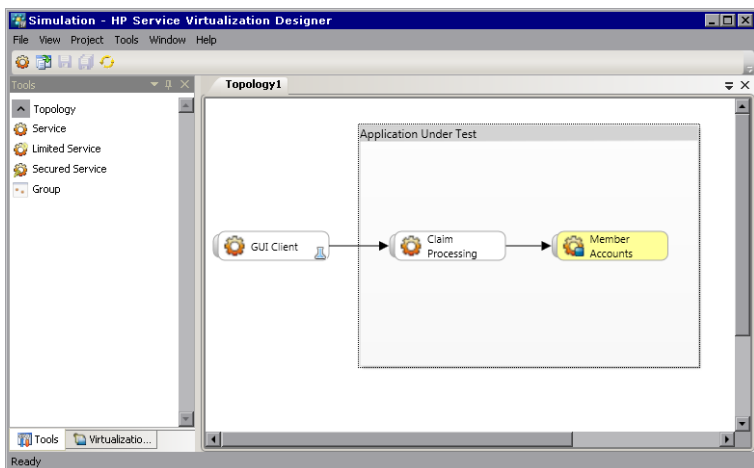 Simulation - HP Service Virtualization Designer
File View Project Tools Window Help
Tools
Topology1
Topology
Service
Limited Service
Secured Service
Group
Application Under Test
GUI Client
Claim
Processing
Member
Accounts
Tools
Virtualizatio...
Ready